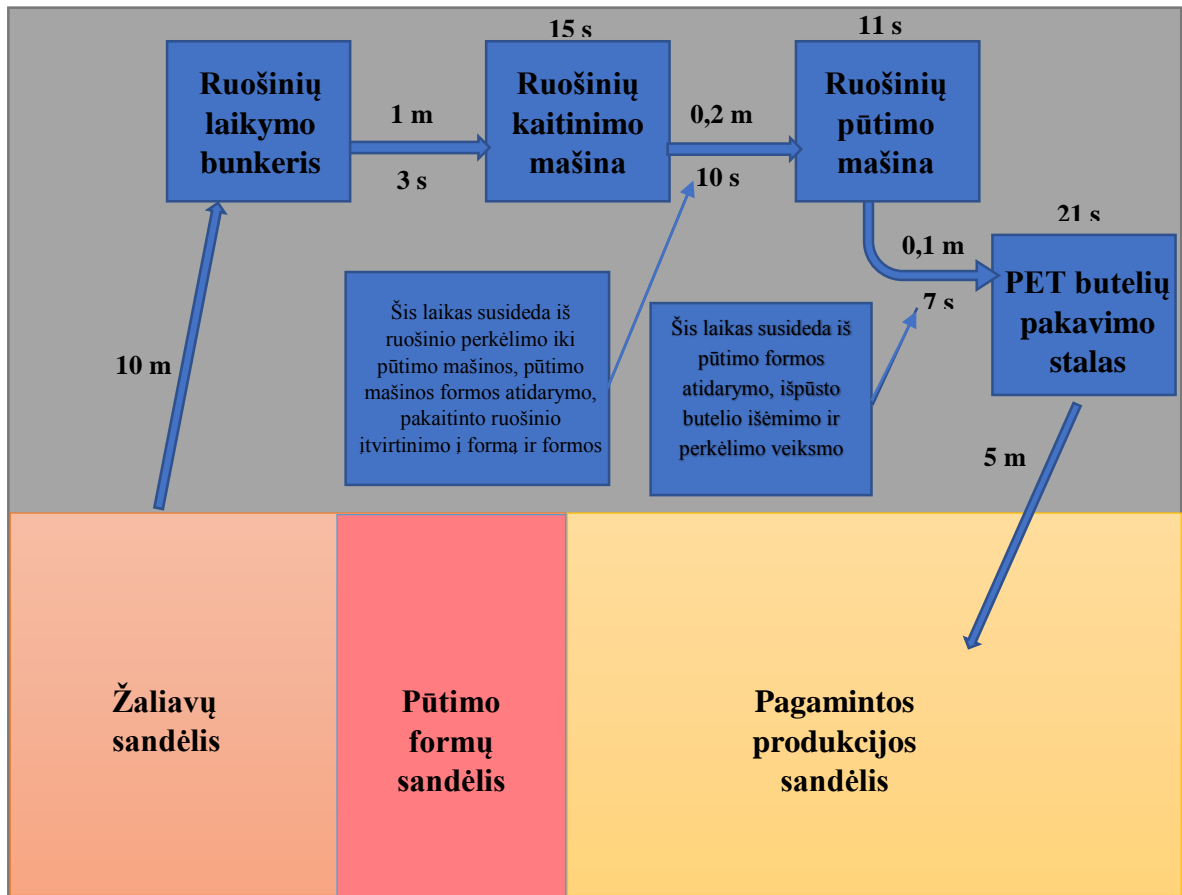 15 s
11 s
Ruošinių
laikymo
bunkeris
1 m
3 s
Ruošinių
kaitinimo
mašina
0,2 m
10 s
Ruošinių
pūtimo
mašina
21 s
0,1 m
7 s
PET butelių
pakavimo
stalas
Šis laikas susideda iš
ruošinio perkėlimo iki
pūtimo mašinos, pūtimo
mašinos formos atidarymo,
pakaitinto ruošinio
įtvirtinimo į formą ir formos
Šis laikas susideda iš
pūtimo formos
atidarymo, išpūsto
butelio išėmimo ir
perkėlimo veiksmo
10 m
5 m
Žaliavų
sandėlis
Pūtimo
formų
sandėlis
Pagamintos
produkcijos
sandėlis